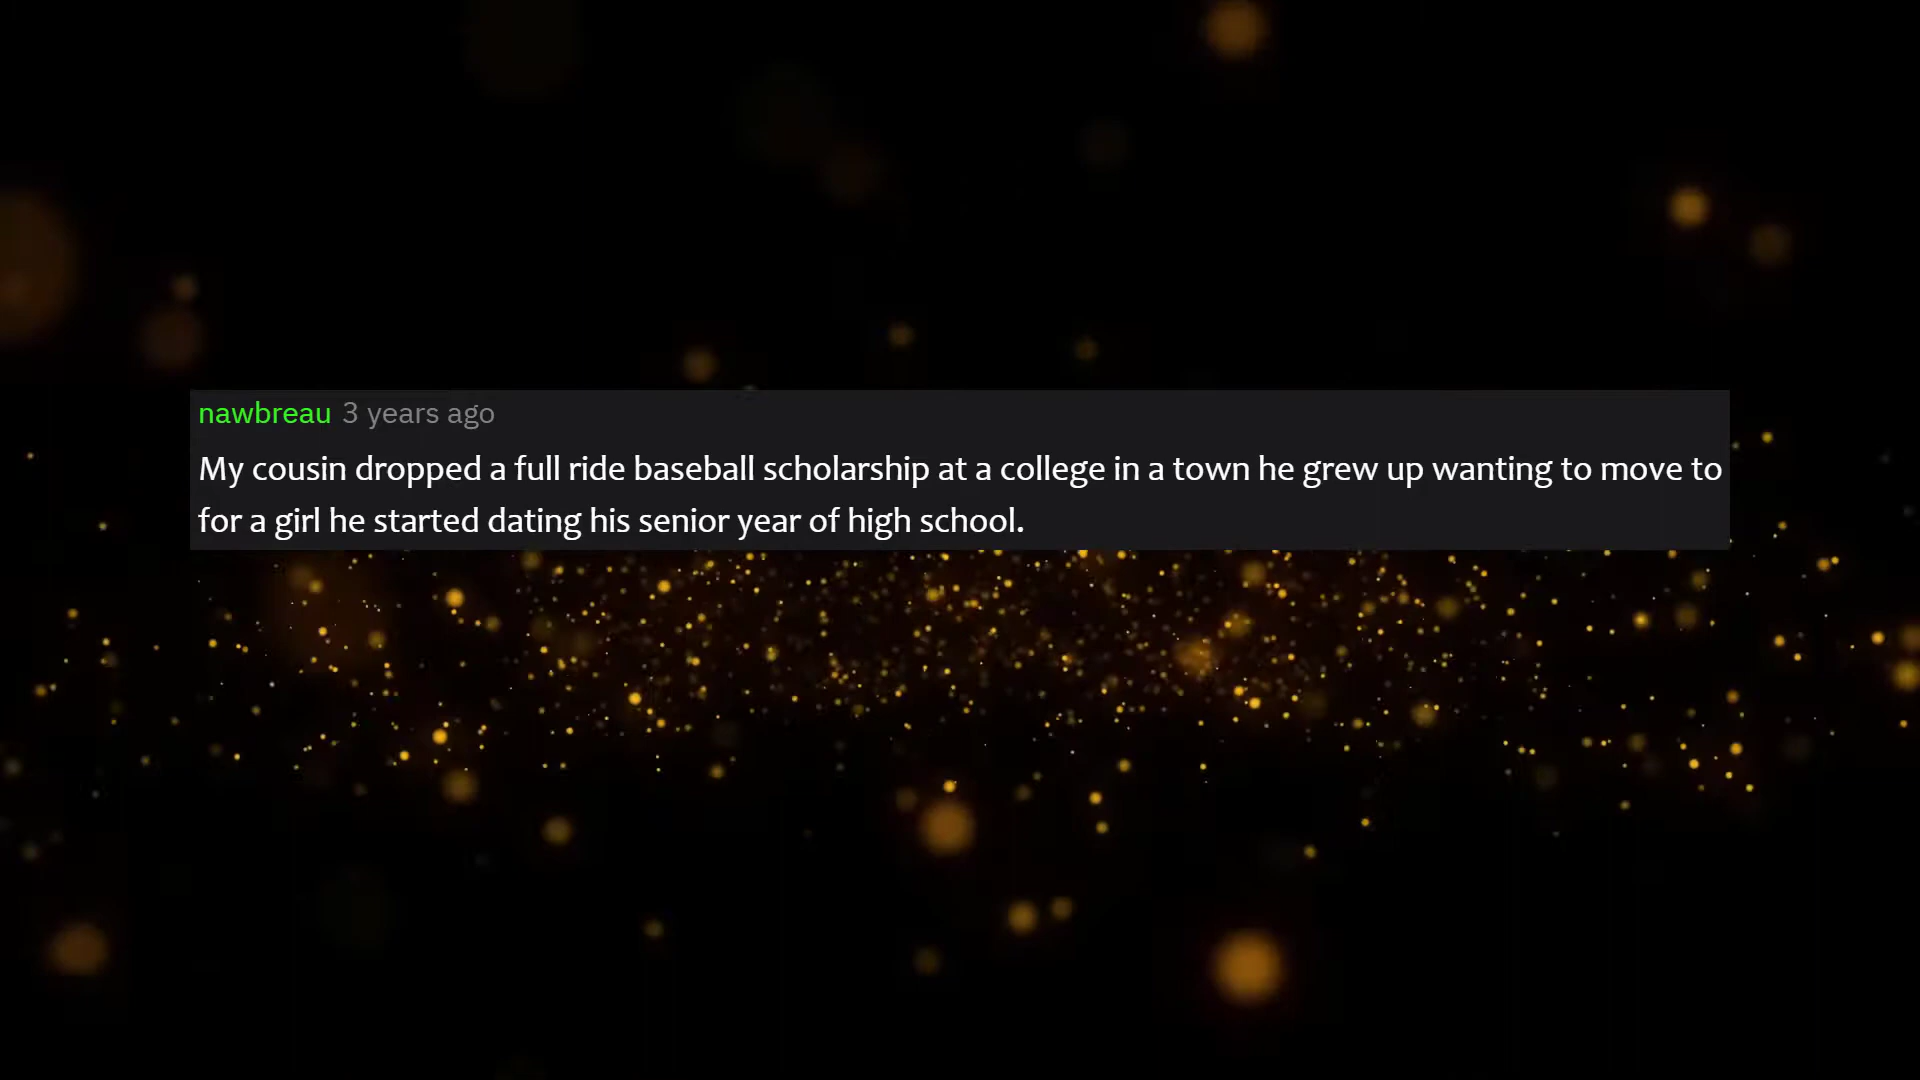 nawbreau 3 years ago
My cousin dropped a full ride baseball scholarship at a college in a town he grew up wanting to move to
for a girl he started dating his senior year of high school.